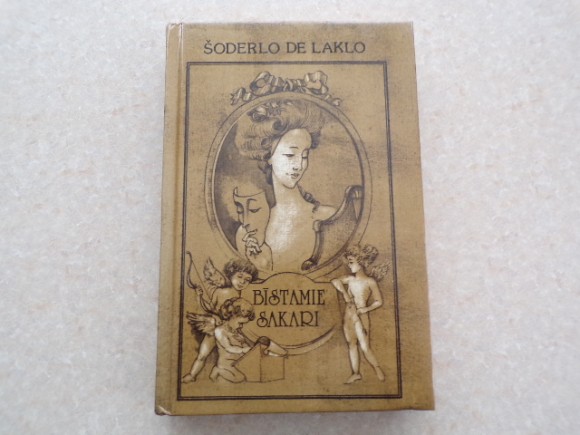 ŠODERLO DE LAKLO
BĪSTAMIE
SAKARI